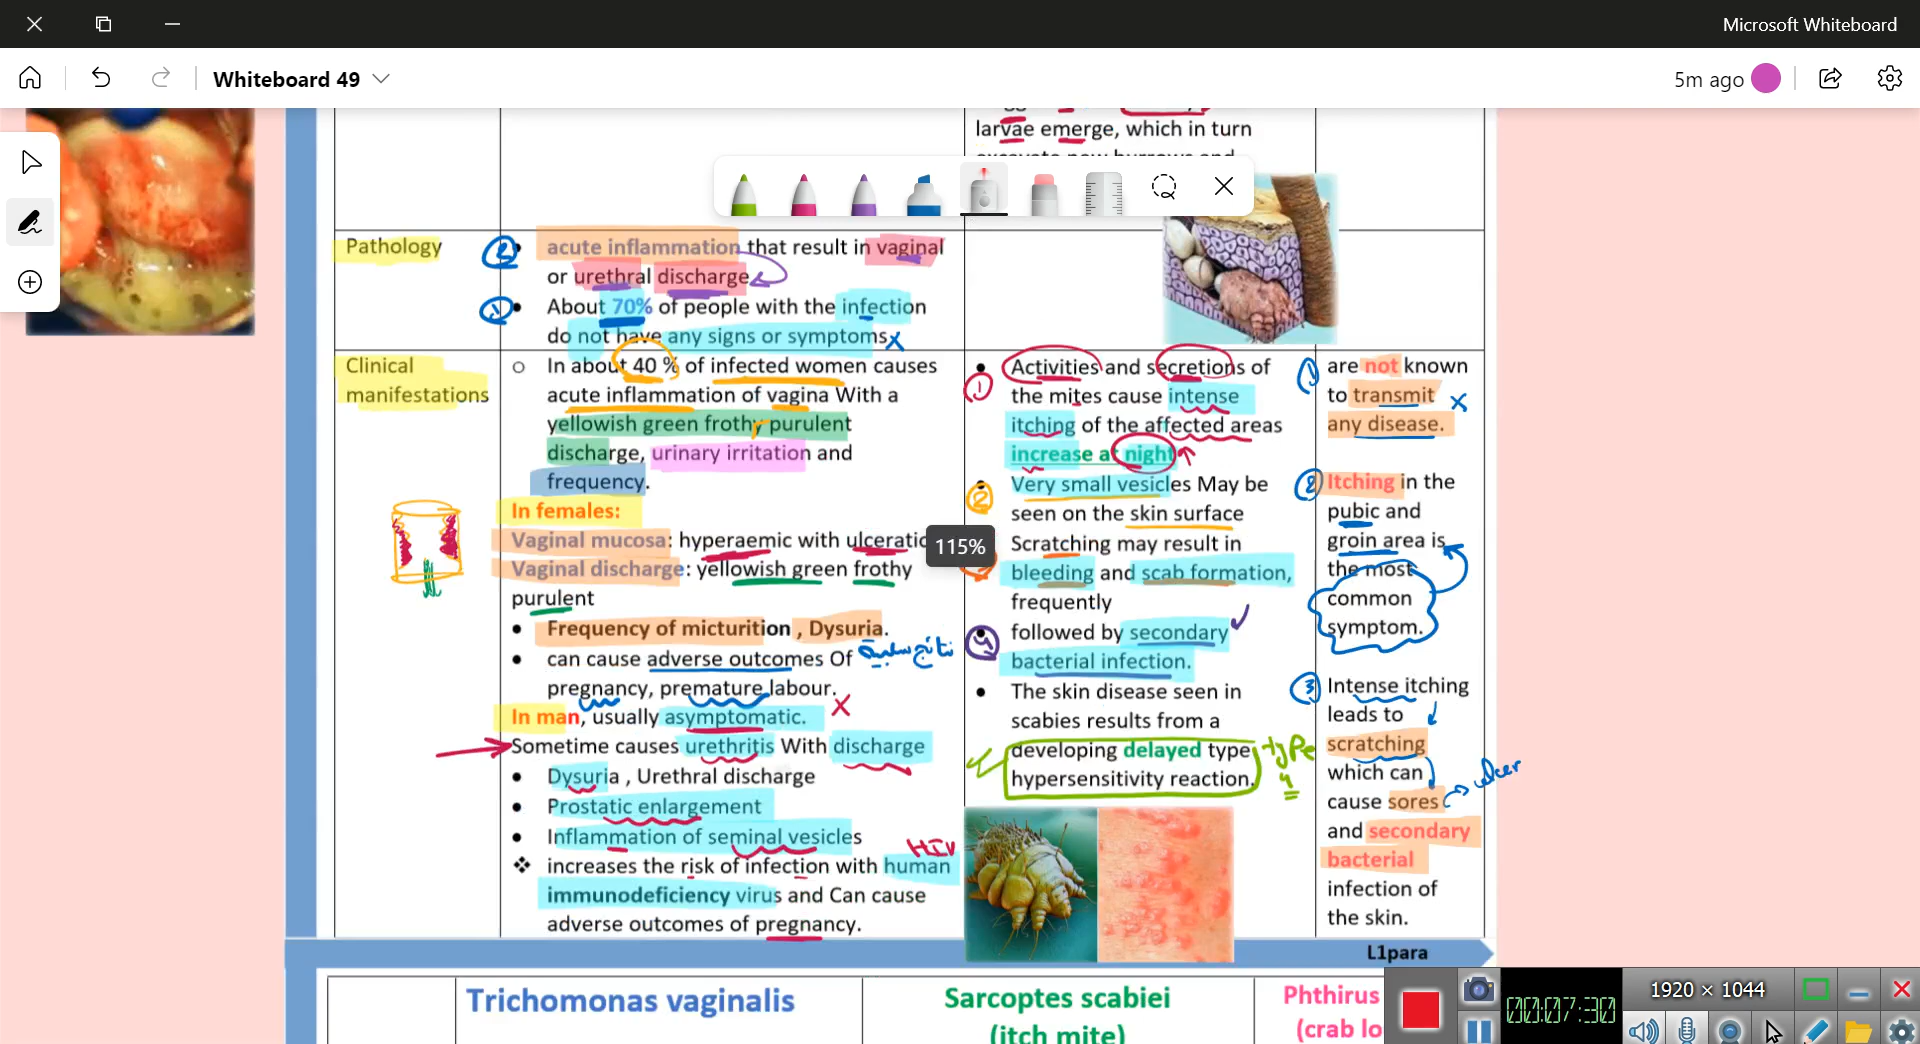 Microsoft Whiteboard
Whiteboard 49
5m ago
larvae emerge, which in turn
Pathology
acute inflammation that result in vaginal
or urethral discharge
About 70% of people with the infection
do not have any signs or symptoms
Clinical
manifestations
In about 40 % of infected women causes
acute inflammation of vagina With a
yellowish green frothy purulent
discharge, urinary irritation and
frequency.
In females:
Vaginal mucosa: hyperaemic with ulceratio
Vaginal discharge: yellowish green frothy
purulent
Frequency of micturition , Dysuria.
can cause adverse outcomes Of
pregnancy, premature labour.
In man, usually asymptomatic.
Sometime causes urethritis With discharge
Dysuria , Urethral discharge
Prostatic enlargement
Inflammation of seminal vesicles
HIV
increases the risk of infection with human
immunodeficiency virus and Can cause
adverse outcomes of pregnancy.
115%
Activities and secretions of
the mites cause intense
itching of the affected areas
increase at night
Very small vesicles May be
seen on the skin surface
Scratching may result in
bleeding and scab formation,
frequently
followed by secondary
bacterial infection.
The skin disease seen in
scabies results from a
developing delayed type
hypersensitivity reaction.
type
4
are not known
to transmit
any disease.
Itching in the
pubic and
groin area is
the most
common
symptom.
Intense itching
leads to
scratching
which can
cause sores
ulcer
and secondary
bacterial
infection of
the skin.
L1para
Trichomonas vaginalis
Sarcoptes scabiei
(itch mite)
Phthirus
(crab lo
1920 × 1044
00:07:30